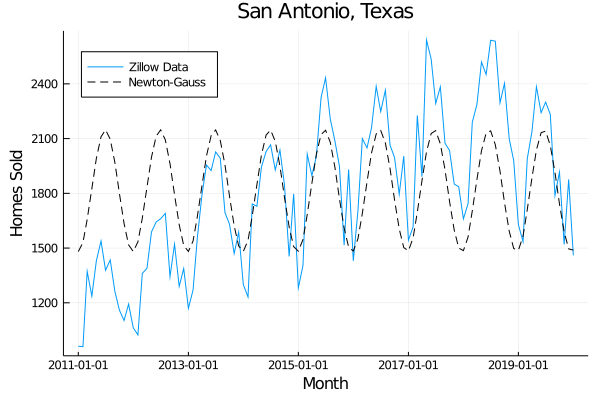 San Antonio, Texas
Zillow Data
Newton-Gauss
2400
2100
1800
1500
1200
Homes Sold
2011-01-01 2013-01-01 2015-01-01 2017-01-01 2019-01-01
Month